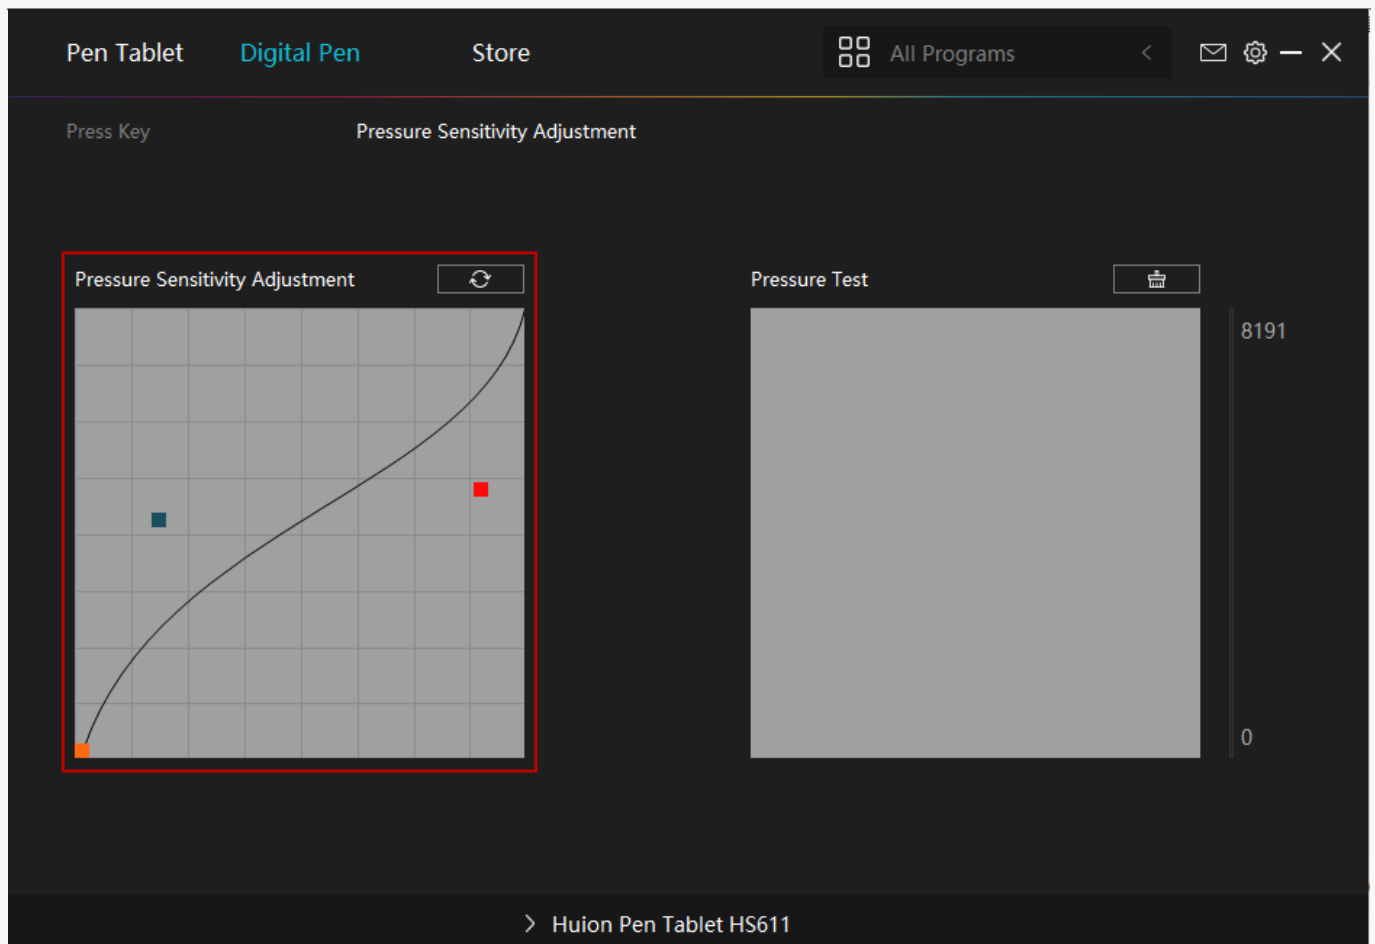 Pen Tablet Digital Pen Store All Programs
Press Key Pressure Sensitivity Adjustment
Pressure Sensitivity Adjustment
Pressure Test
8191
0
Huion Pen Tablet HS611